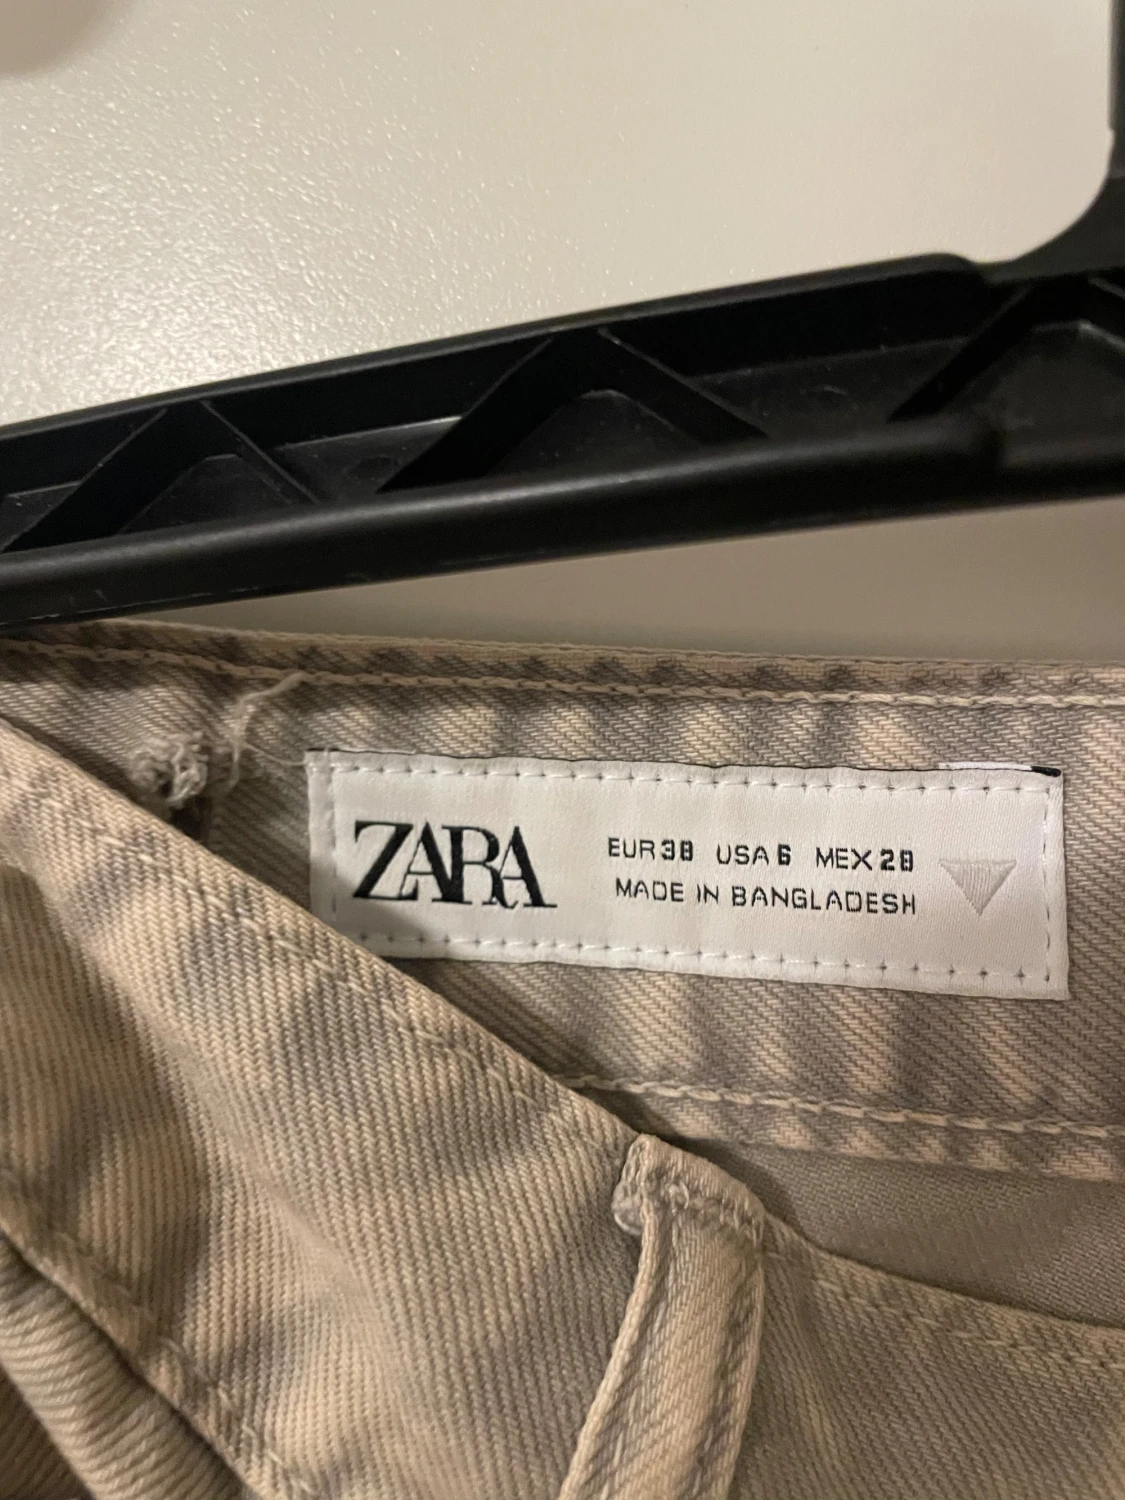 ZARA
EUR 38 USA 6 MEX 28
MADE IN BANGLADESH